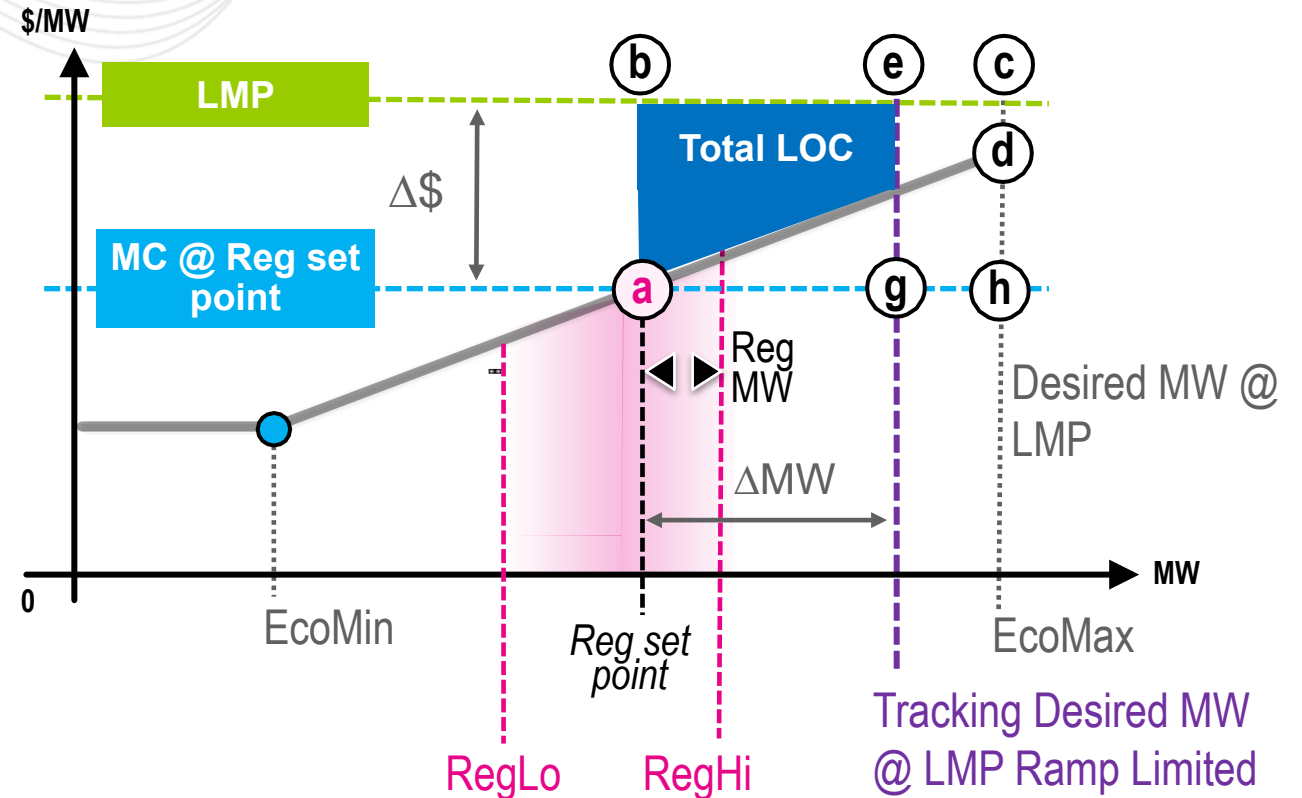 $/MW
b
e
c
LMP
Total LOC
d
Δ$
MC @ Reg set
point
a
g
h
Reg
MW
Desired MW @
LMP
ΔMW
MW
0
EcoMin
Reg set
point
EcoMax
Tracking Desired MW
@ LMP Ramp Limited
RegLo
RegHi